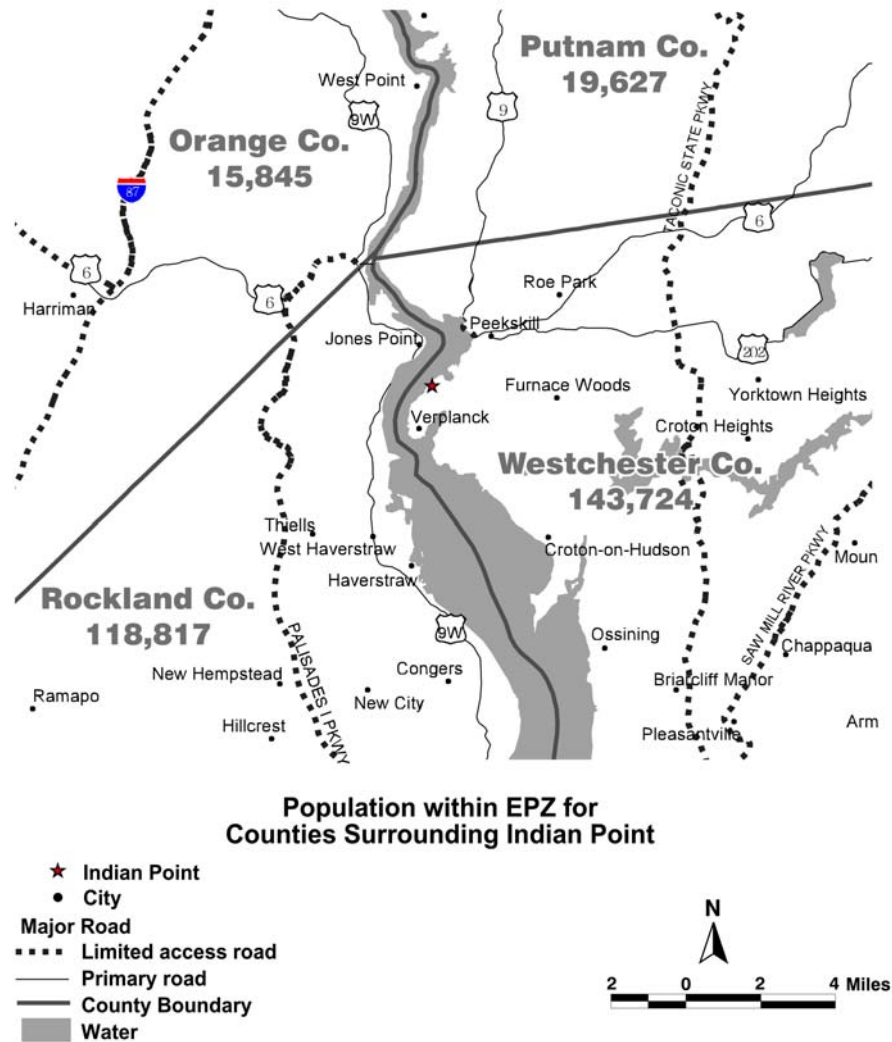 Putnam Co.
19,627
West Point
9W
9
Orange Co.
15,845
87
TACONIC STATE PKWY
6
6
Harriman
6
Roe Park
Peekskill
Jones Point
202
Furnace Woods
Yorktown Heights
Verplanck
Croton Heights
Westchester Co.
143,724
Thiells
West Haverstraw
Croton-on-Hudson
Moun
Haverstraw
Rockland Co.
118,817
9W
PALISADES I PKWY
SAW MILL RIVER PKWY
Ossining
Chappaqua
New Hempstead
Congers
Briarcliff Manor
Ramapo
New City
Hillcrest
Pleasantville
Arm
Population within EPZ for
Counties Surrounding Indian Point
Indian Point
City
Major Road
Limited access road
Primary road
County Boundary
Water
N
2 0 2 4 Miles